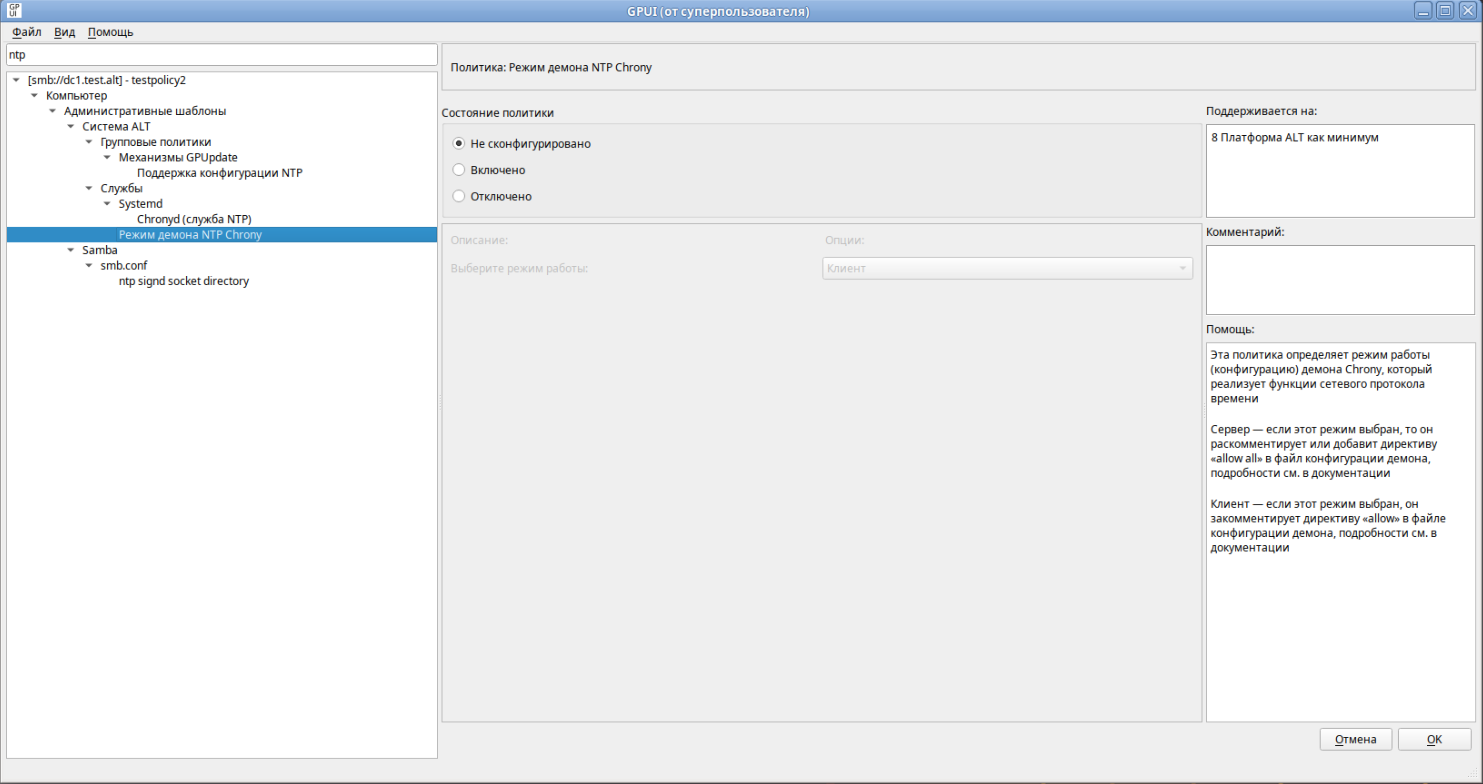 GPUI (от суперпользователя)
GP
UI
Файл Вид Помощь
ntp
[smb://dc1.test.alt] - testpolicy2
Компьютер
Административные шаблоны
Система ALT
Групповые политики
Механизмы GPUpdate
Поддержка конфигурации NTP
Службы
Systemd
Chronyd (служба NTP)
Режим демона NTP Chrony
Samba
smb.conf
ntp signd socket directory
Политика: Режим демона NTP Chrony
Состояние политики
Не сконфигурировано
Включено
Отключено
Описание:
Опции:
Выберите режим работы:
Клиент
Поддерживается на:
8 Платформа ALT как минимум
Комментарий:
Помощь:
Эта политика определяет режим работы
(конфигурацию) демона Chrony, который
реализует функции сетевого протокола
времени
Сервер — если этот режим выбран, то он
раскомментирует или добавит директиву
«allow all» в файл конфигурации демона,
подробности см. в документации
Клиент — если этот режим выбран, он
закомментирует директиву «allow» в файле
конфигурации демона, подробности см. в
документации
Отмена
OK